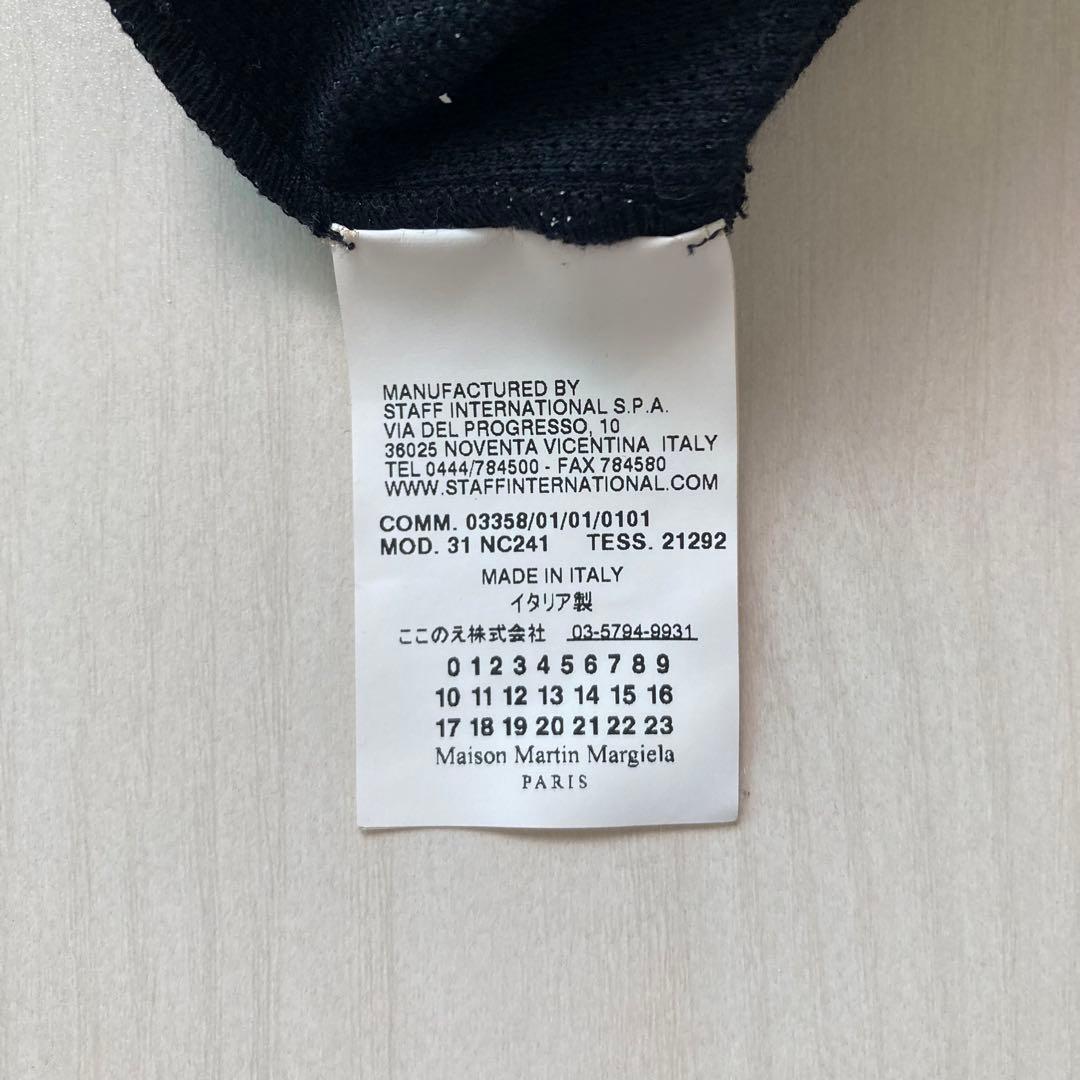 MANUFACTURED BY
STAFF INTERNATIONAL S.P.A.
VIA DEL PROGRESSO, 10
36025 NOVENTA VICENTINA ITALY
TEL 0444/784500 - FAX 784580
WWW.STAFFINTERNATIONAL.COM
COMM. 03358/01/01/0101
MOD. 31 NC241 TESS. 21292
MADE IN ITALY
イタリア製
ここのえ株式会社 03-5794-9931
0 1 2 3 4 5 6 7 8 9
10 11 12 13 14 15 16
17 18 19 20 21 22 23
Maison Martin Margiela
PARIS